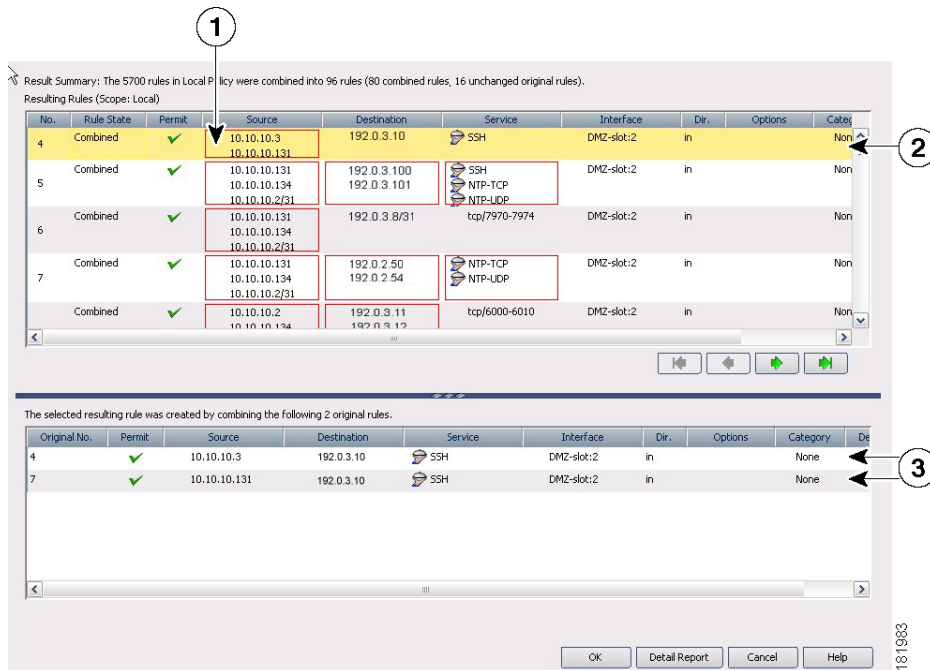 1
Result Summary: The 5700 rules in Local Policy were combined into 96 rules (80 combined rules, 16 unchanged original rules).
Resulting Rules (Scope: Local)
No. Rule State Permit Source Destination Service Interface Dir. Options Categ
4 Combined 10.10.10.3 192.0.3.10 SSH DMZ-slot:2 in Non
10.10.10.131
2
5 Combined 10.10.10.131 192.0.3.100 SSH DMZ-slot:2 in Non
10.10.10.134 192.0.3.101 NTP-TCP
10.10.10.2/31 NTP-UDP
6 Combined 10.10.10.131 192.0.3.8/31 tcp/7970-7974 DMZ-slot:2 in Non
10.10.10.134
10.10.10.2/31
7 Combined 10.10.10.131 192.0.2.50 NTP-TCP DMZ-slot:2 in Non
10.10.10.134 192.0.2.54 NTP-UDP
10.10.10.2/31
Combined 10.10.10.2 192.0.3.11 tcp/6000-6010 DMZ-slot:2 in Non
10.10.10.134 192.0.3.12
The selected resulting rule was created by combining the following 2 original rules.
Original No. Permit Source Destination Service Interface Dir. Options Category De
4 10.10.10.3 192.0.3.10 SSH DMZ-slot:2 in None
7 10.10.10.131 192.0.3.10 SSH DMZ-slot:2 in None
3
OK Detail Report Cancel Help
181983